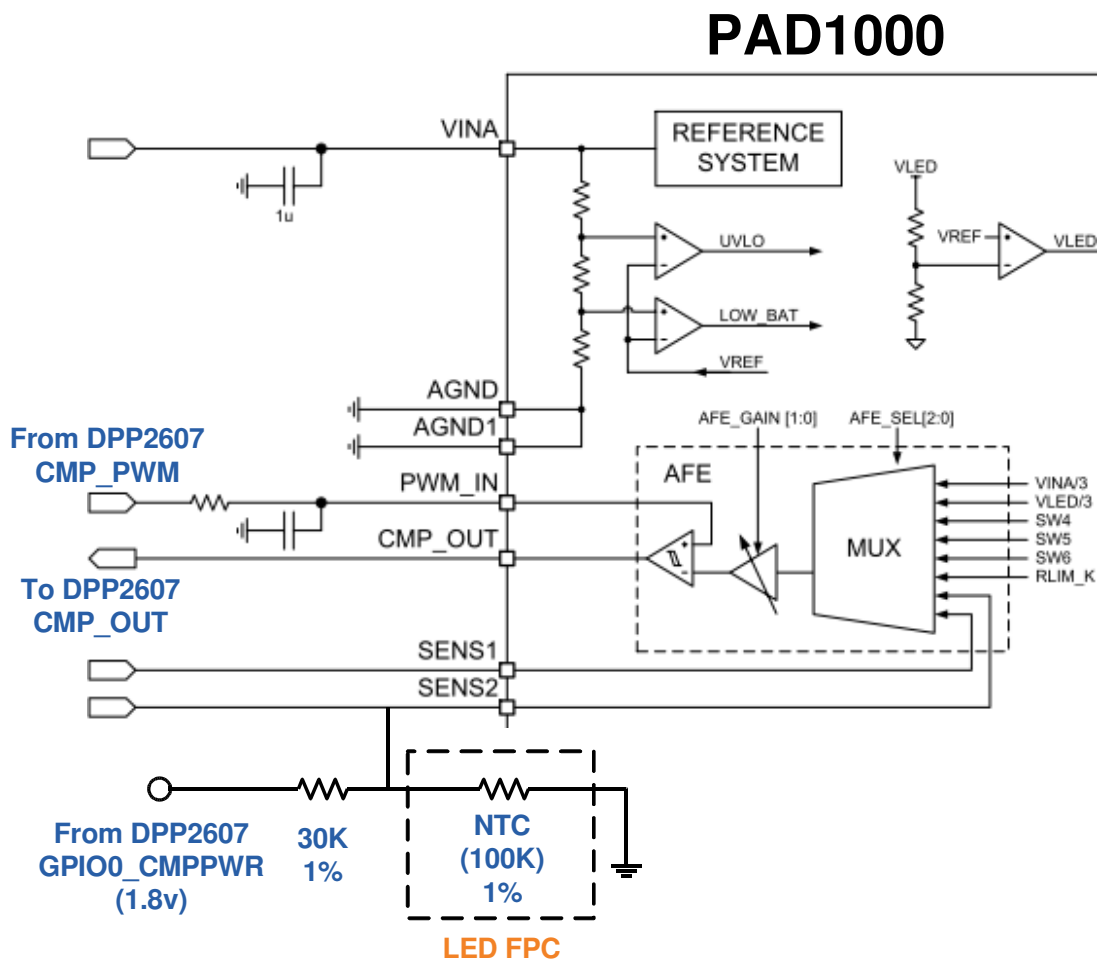 PAD1000
VINA
REFERENCE
SYSTEM
1u
UVLO
LOW_BAT
VREF
VLED
VREF
VLED
AGND
AGND1
From DPP2607
CMP_PWM
PWM_IN
CMP_OUT
To DPP2607
CMP_OUT
AFE_GAIN [1:0]
AFE_SEL[2:0]
AFE
MUX
VINA/3
VLED/3
SW4
SW5
SW6
RLIM_K
SENS1
SENS2
From DPP2607
GPIO0_CMPPWR
(1.8v)
30K
1%
NTC
(100K)
1%
LED FPC